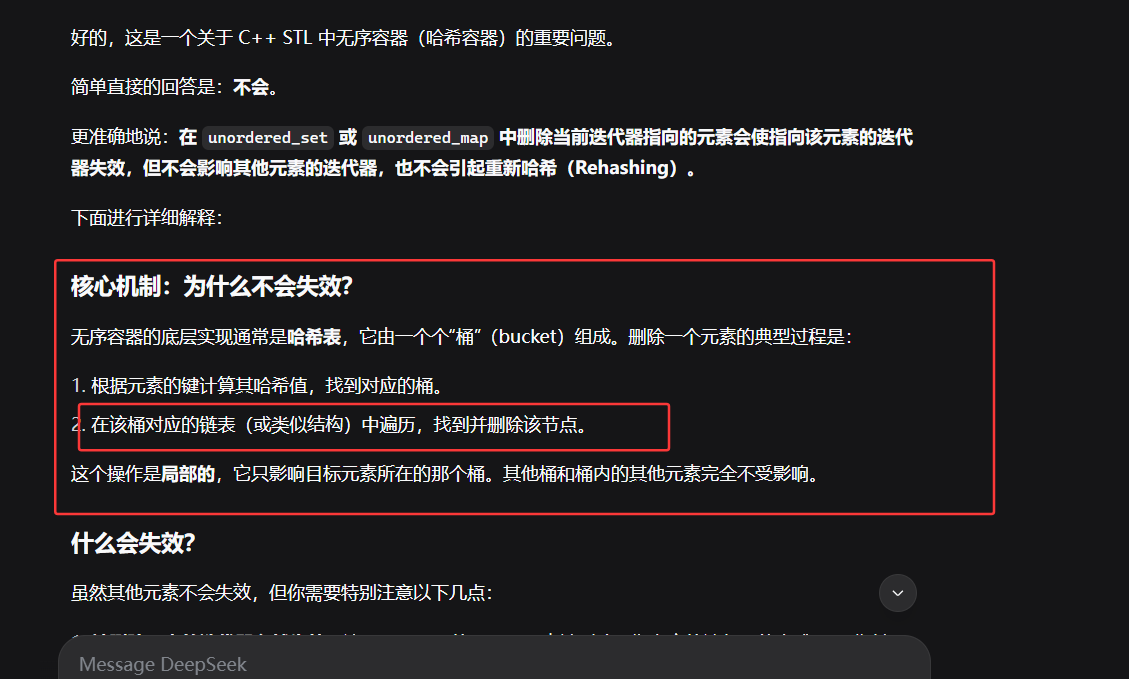 好的，这是一个关于 C++ STL 中无序容器（哈希容器）的重要问题。
简单直接的回答是：不会。
更准确地说：在 unordered_set 或 unordered_map 中删除当前迭代器指向的元素会使指向该元素的迭代
器失效，但不会影响其他元素的迭代器，也不会引起重新哈希（Rehashing）。
下面进行详细解释：
核心机制：为什么不会失效？
无序容器的底层实现通常是哈希表，它由一个个“桶”（bucket）组成。删除一个元素的典型过程是：
1. 根据元素的键计算其哈希值，找到对应的桶。
2. 在该桶对应的链表（或类似结构）中遍历，找到并删除该节点。
这个操作是局部的，它只影响目标元素所在的那个桶。其他桶和桶内的其他元素完全不受影响。
什么会失效？
虽然其他元素不会失效，但你需要特别注意以下几点：
Message DeepSeek